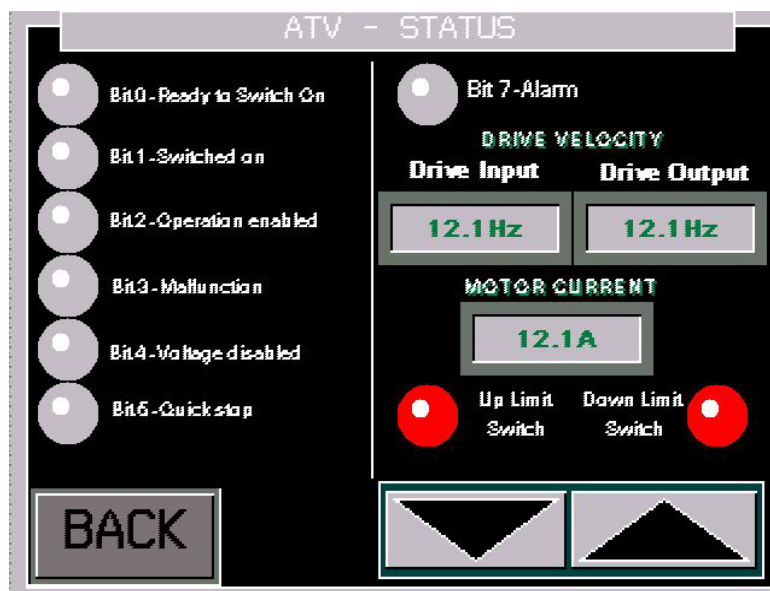 ATV - STATUS
Bit0-Ready to Switch On
Bit1-Switched on
Bit2-Operation enabled
Bit3-Malfunction
Bit4-Voltage disabled
Bit5-Quick stop
BACK
Bit 7-Alarm
DRIVE VELOCITY
Drive Input
Drive Output
12.1Hz
12.1Hz
MOTOR CURRENT
12.1A
Up Limit
Switch
Down Limit
Switch